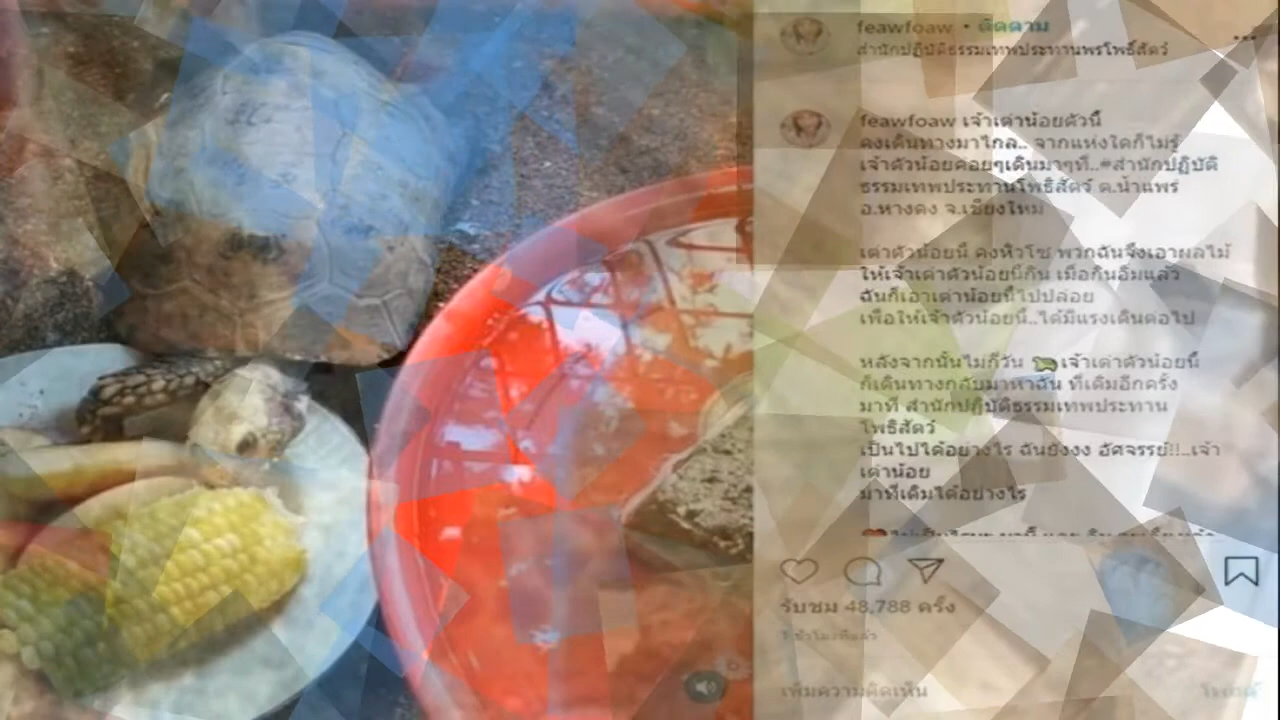 feawfoaw • ติดตาม
สำนักปฏิบัติธรรมเทพประทานพรโพธิ์สัตว์
feawfoaw เจ้าเต่าน้อยตัวนี้
คงเดินทางมาไกล.. จากแห่งใดก็ไม่รู้
เจ้าตัวน้อยค่อยๆเดินมาๆที่..#สำนักปฏิบัติ
ธรรมเทพประทานโพธิ์สัตว์ ต.น้ำแพร่
อ.หางดง จ.เชียงใหม่
เต่าตัวน้อยนี้ คงหิวโซ พวกฉันจึงเอาผลไม้
ให้เจ้าเต่าตัวน้อยนี้กิน เมื่อกินอิ่มแล้ว
ฉันก็เอาเต่าน้อยนี้ไปปล่อย
เพื่อให้เจ้าตัวน้อยนี้..ได้มีแรงเดินต่อไป
หลังจากนั้นไม่กี่วัน เจ้าเต่าตัวน้อยนี้
ก็เดินทางกลับมาหาฉัน ที่เดิมอีกครั้ง
มาที่ สำนักปฏิบัติธรรมเทพประทาน
โพธิ์สัตว์
เป็นไปได้อย่างไร ฉันยังงง อัศจรรย์!!..เจ้า
เต่าน้อย
มาที่เดิมได้อย่างไร
รับชม 48,788 ครั้ง
ชั่วโมงที่แล้ว
เพิ่มความคิดเห็น
โพสต์